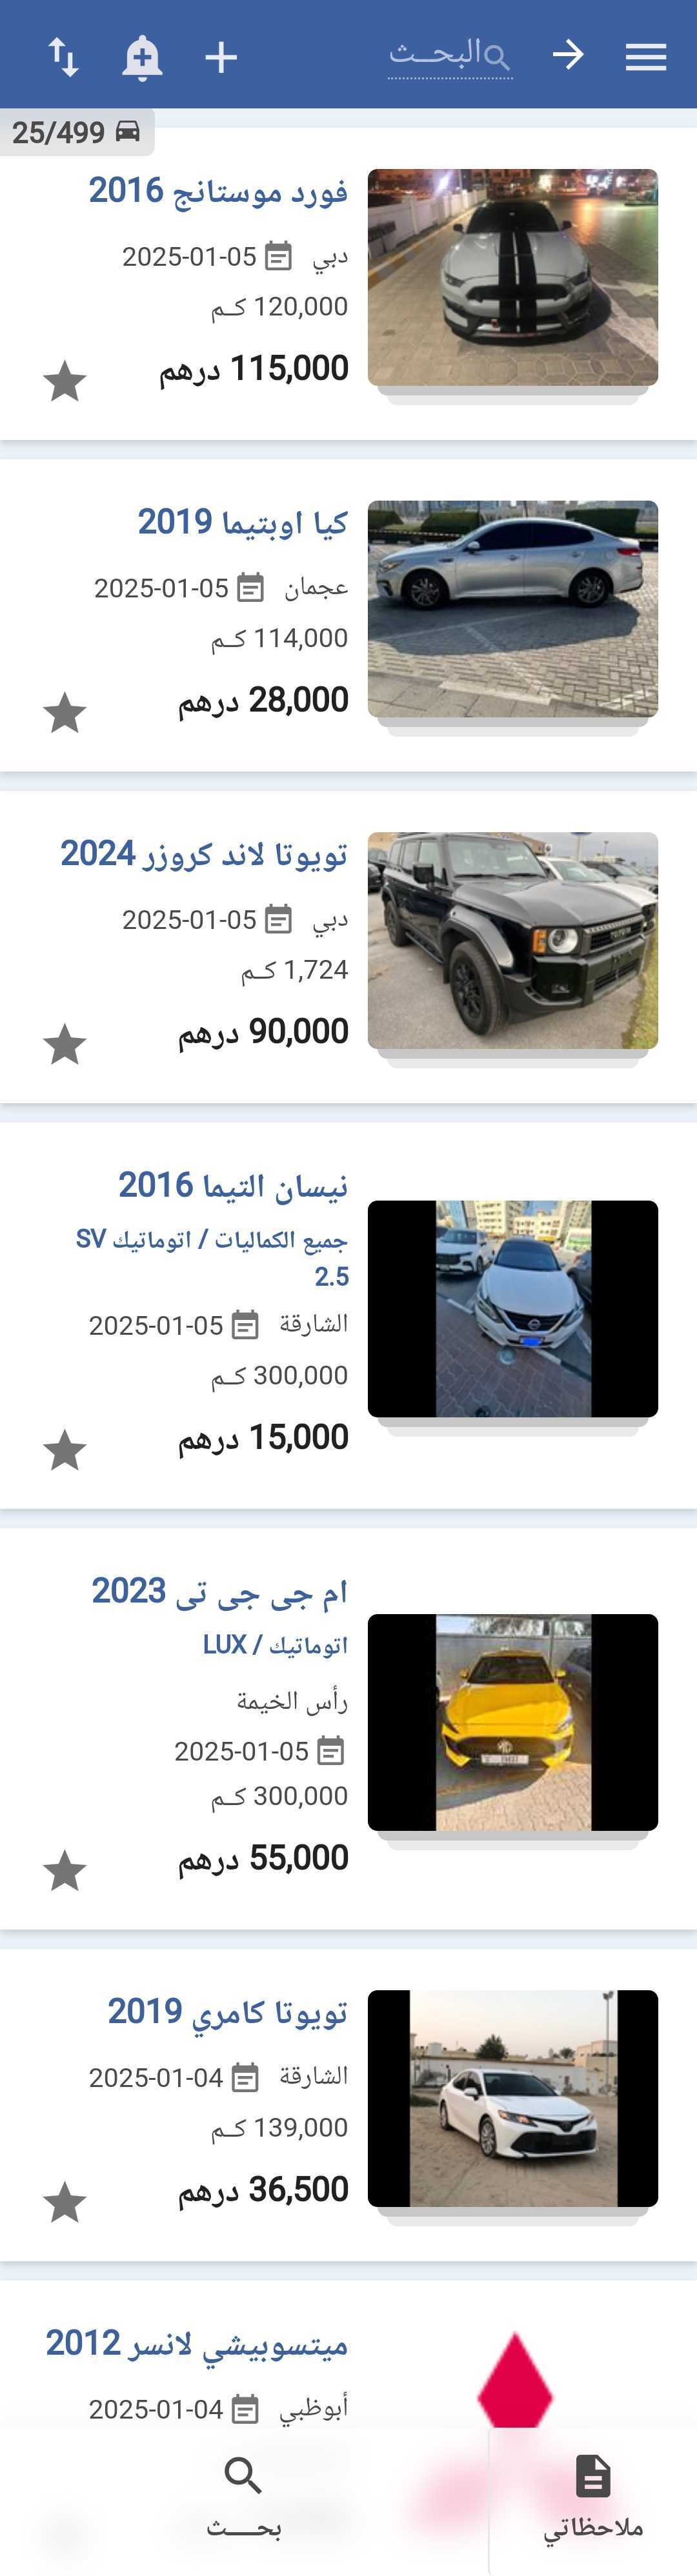 البحــث
25/499
فورد موستانج 2016
دبي 2025-01-05
120,000 كـم
115,000 درهم
كيا اوبتيما 2019
عجمان 2025-01-05
114,000 كـم
28,000 درهم
تويوتا لاند كروزر 2024
دبي 2025-01-05
1,724 كـم
90,000 درهم
نيسان التيما 2016
جميع الكماليات / اتوماتيك SV
2.5
الشارقة 2025-01-05
300,000 كـم
15,000 درهم
ام جى جى تى 2023
اتوماتيك / LUX
رأس الخيمة
2025-01-05
300,000 كـم
55,000 درهم
تويوتا كامري 2019
الشارقة 2025-01-04
139,000 كـم
36,500 درهم
ميتسوبيشي لانسر 2012
أبوظبي 2025-01-04
ملاحظاتي
بحــــث